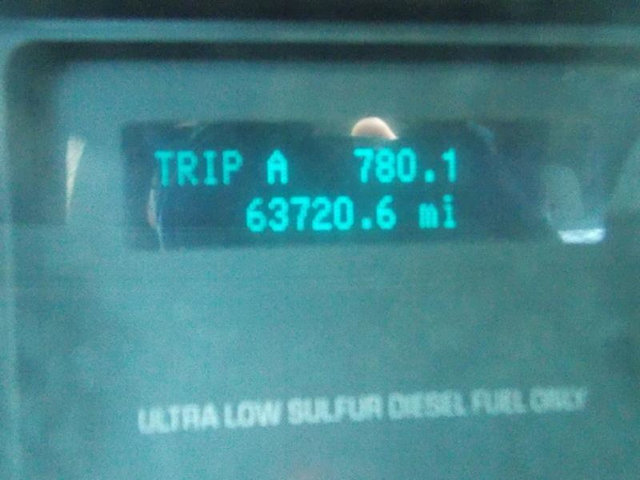 TRIP A 780.1
63720.6 mi
ULTRA LOW SULFUR DIESEL FUEL ONLY